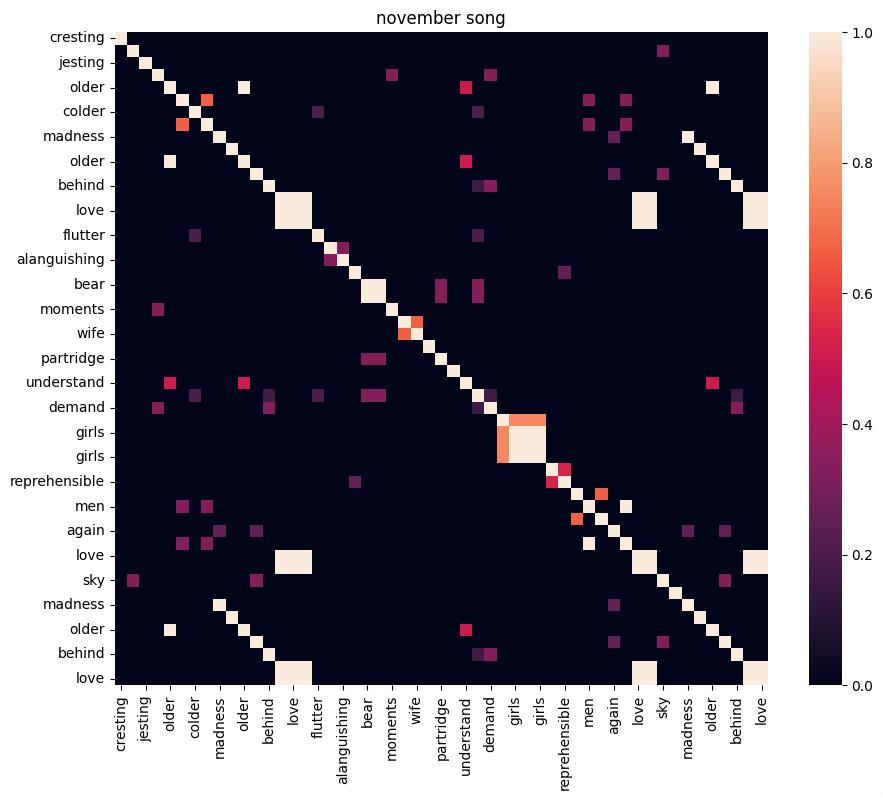 november song
cresting
jesting
older
colder
madness
older
behind
love
flutter
alanguishing
bear
moments
wife
partridge
understand
demand
girls
girls
reprehensible
men
again
love
sky
madness
older
behind
love
1.0
0.8
0.6
0.4
0.2
0.0
cresting
jesting
older
colder
madness
older
behind
love
flutter
alanguishing
bear
moments
wife
partridge
understand
demand
girls
girls
reprehensible
men
again
love
sky
madness
older
behind
love